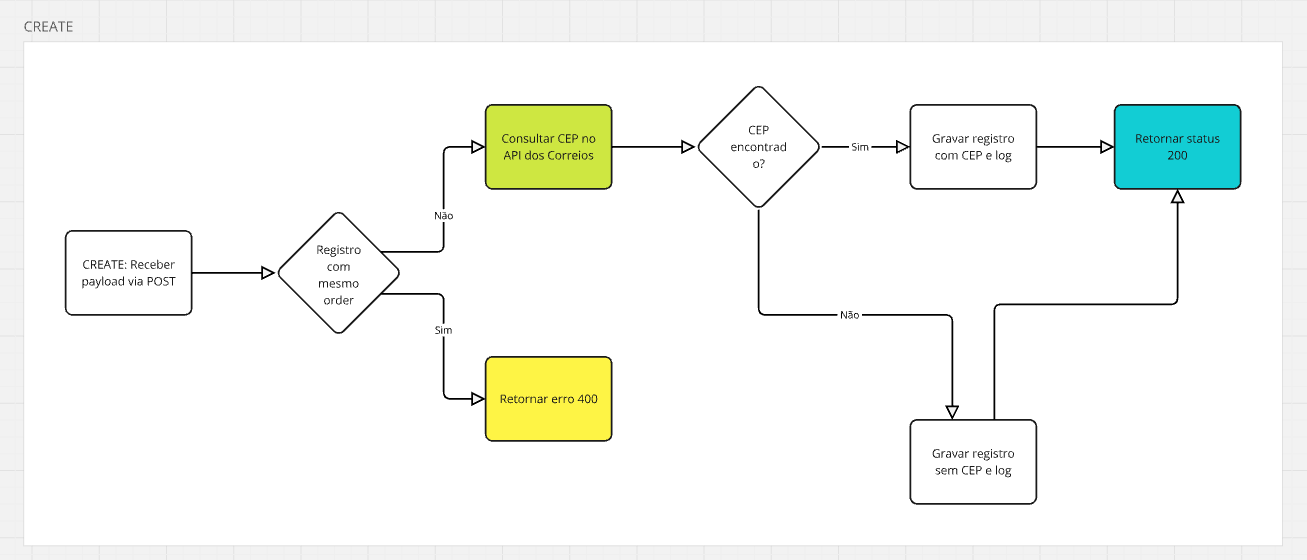 CREATE
CREATE: Receber
payload via POST
Registro
com
mesmo
order
Não
Consultar CEP no
API dos Correios
Sim
Retornar erro 400
CEP
encontrad
o?
Sim
Gravar registro
com CEP e log
Retornar status
200
Não
Gravar registro
sem CEP e log